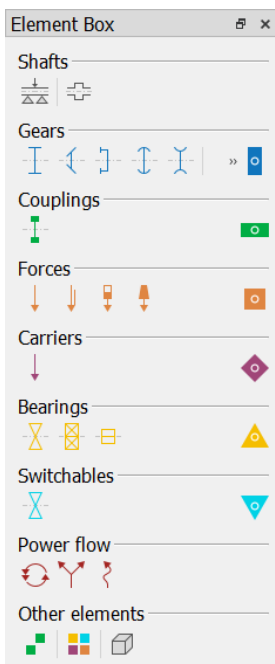 Element Box
Shafts
Gears
»
Couplings
Forces
Carriers
Bearings
Switchables
Power flow
Other elements